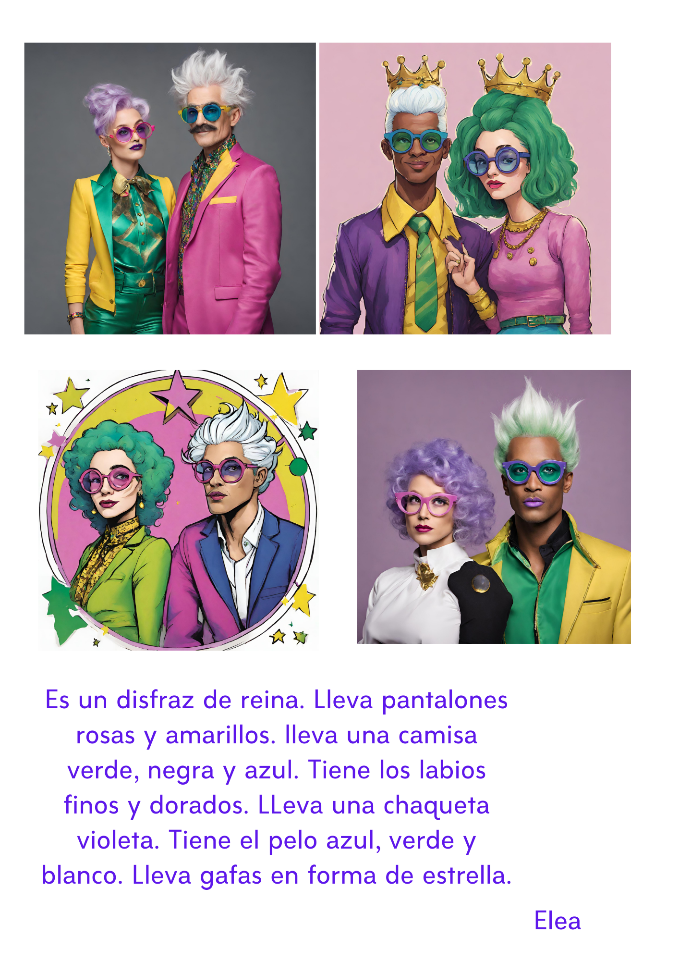 Es un disfraz de reina. Lleva pantalones
rosas y amarillos. lleva una camisa
verde, negra y azul. Tiene los labios
finos y dorados. LLeva una chaqueta
violeta. Tiene el pelo azul, verde y
blanco. Lleva gafas en forma de estrella.
Elea